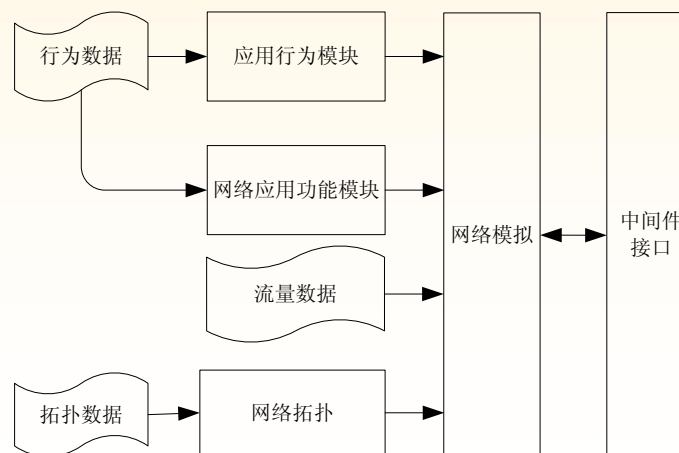 行为数据
应用行为模块
网络应用功能模块
流量数据
拓扑数据
网络拓扑
网络模拟
中间件
接口